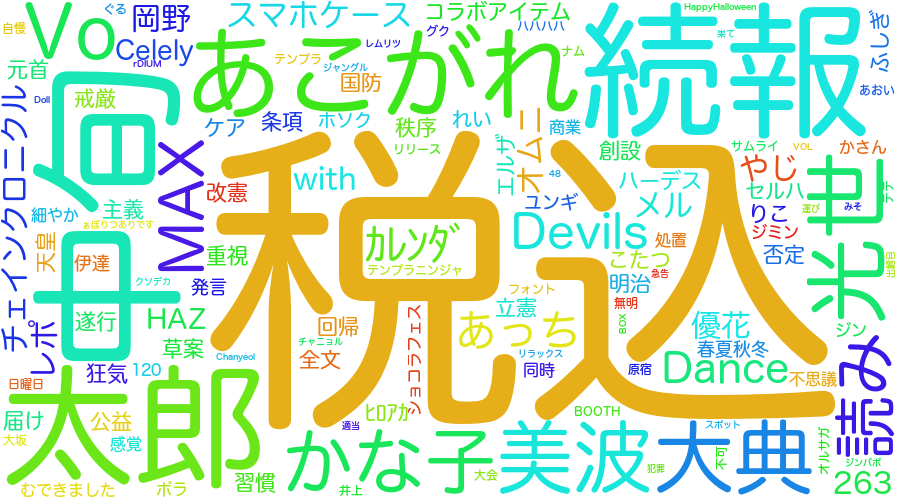 ぐる
自慢
Vo
岡野
Celely
rDIUM
スマホケース
レムリツ
テンプラ
ジャングル
コラボアイテム
グク
ハハハハ
ナム
HappyHalloween
果て
ふしぎ
あおい
元首
Doll
戒厳
国防
あこがれ
続報
チェインクロニクル
旬
MAX
ケア
条項
ホソク
秩序
リリース
れい
エルザ
オムニ
商業
創設
サムライ
VOL
かさん
48
改憲
with
税込
ユンギ
ハーデス
メル
やじ
セルハ
りこ
ジミン
運び
みそ
テテ
光也
細やか
主義
ぁぽりつありです
天皇
伊達
重視
発言
クソデカ
カレンダ
テンプラニンジャ
Devils
処置
こたつ
急告
否定
明治
出勤日
母
フォント
立憲
無明
BOX
遂行
HAZ
草案
回帰
チャニョル
全文
Chanyeol
ショコラフェス
あっち
優花
春夏秋冬
ジン
レポ
リラックス
同時
原宿
Dance
不思議
日曜日
狂気
120
太郎
届け
公益
大坂
感覚
ヒロアカ
適当
BOOTH
スポット
読み
オルサガ
かな子
美波
大典
不可
ジンバボ
むできました
ポラ
習慣
井上
大会
犯罪
263